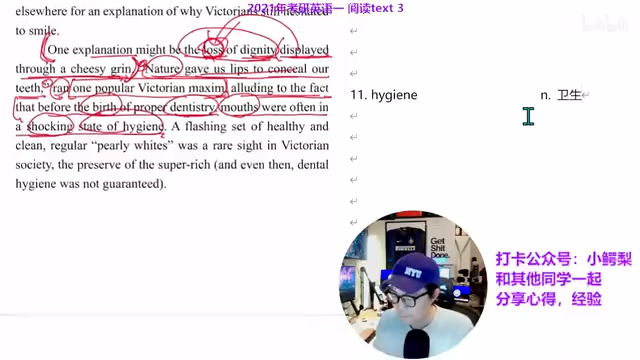 2021年考研英语一 阅读text 3
elsewhere for an explanation of why Victorians still hesitated
to smile.
One explanation might be the loss of dignity displayed
through a cheesy grin. "Nature gave us lips to conceal our
teeth," ran one popular Victorian maxim, alluding to the fact
that before the birth of proper dentistry, mouths were often in
a shocking state of hygiene. A flashing set of healthy and
clean, regular "pearly whites" was a rare sight in Victorian
society, the preserve of the super-rich (and even then, dental
hygiene was not guaranteed).
11. hygiene n. 卫生
bilibili
Get
Shit
Done.
NYU
打卡公众号：小鳄梨
和其他同学一起
分享心得，经验